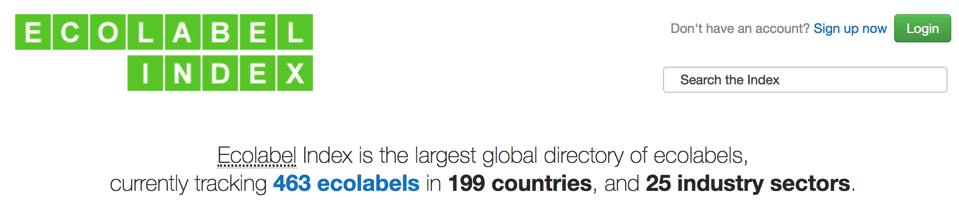 ECOLABEL
INDEX
Don't have an account? Sign up now Login
Search the Index
Ecolabel Index is the largest global directory of ecolabels,
currently tracking 463 ecolabels in 199 countries, and 25 industry sectors.